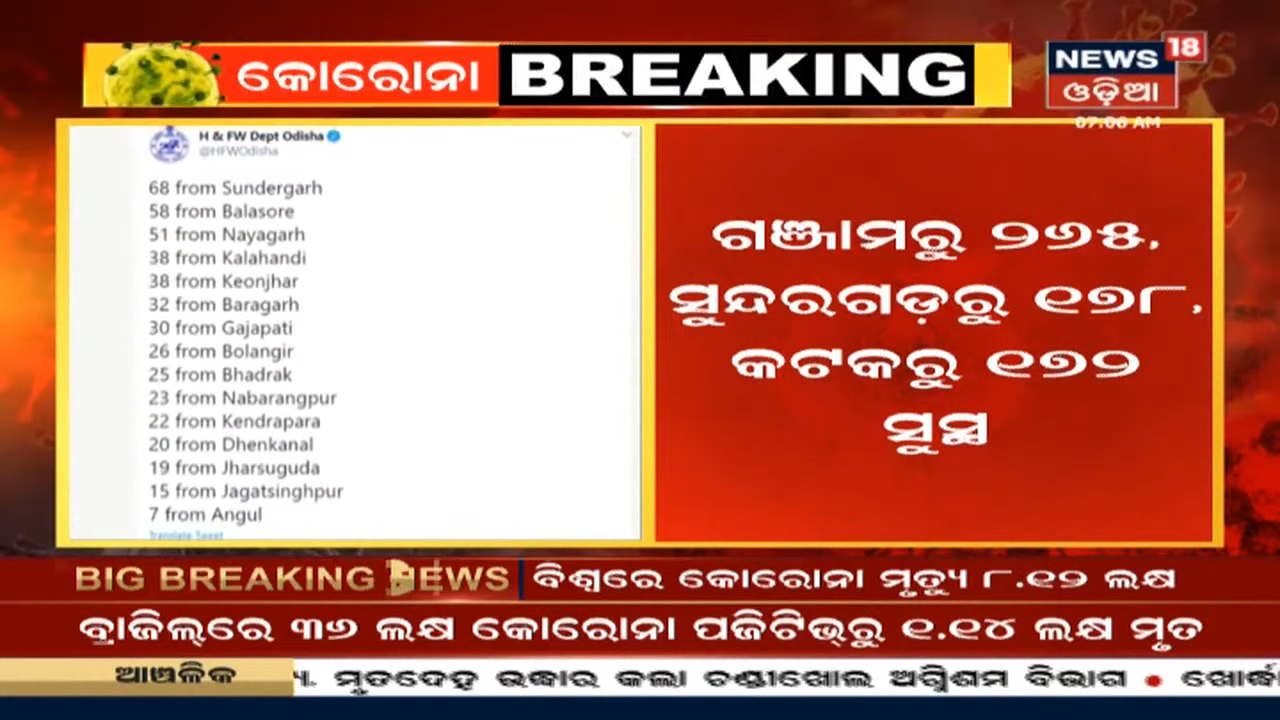 କୋରୋନା BREAKING
NEWS 18
ଓଡ଼ିଆ
07:06 AM
H & FW Dept Odisha
@HFWOdisha
68 from Sundergarh
58 from Balasore
51 from Nayagarh
38 from Kalahandi
38 from Keonjhar
32 from Baragarh
30 from Gajapati
26 from Bolangir
25 from Bhadrak
23 from Nabarangpur
22 from Kendrapara
20 from Dhenkanal
19 from Jharsuguda
15 from Jagatsinghpur
7 from Angul
Translate Tweet
ଗଞ୍ଜାମରୁ ୨୬୫,
ସୁନ୍ଦରଗଡ଼ରୁ ୧୭୮,
କଟକରୁ ୧୭୨
ସୁସ୍ଥ
BIG BREAKING NEWS ବିଶ୍ୱରେ କୋରୋନା ମୃତ୍ୟୁ ୮.୧୨ ଲକ୍ଷ
ବ୍ରାଜିଲ୍‌ରେ ୩୬ ଲକ୍ଷ କୋରୋନା ପଜିଟିଭ୍‌ରୁ ୧.୧୪ ଲକ୍ଷ ମୃତ
ଆଞ୍ଚଳିକ ମୃତଦେହ ଉଦ୍ଧାର କଲା ଚଣ୍ଡୀଖୋଲ ଅଗ୍ନିଶମ ବିଭାଗ •